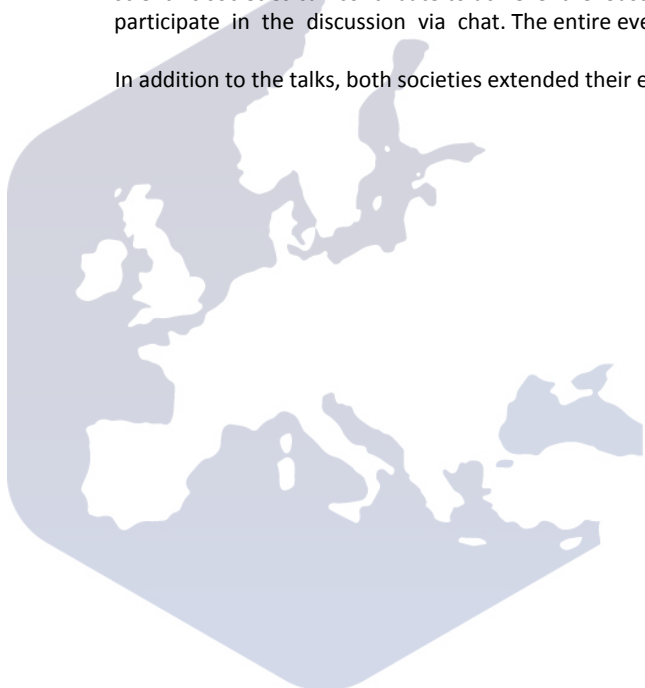 participate in the discussion via chat. The entire eve
In addition to the talks, both societies extended their e